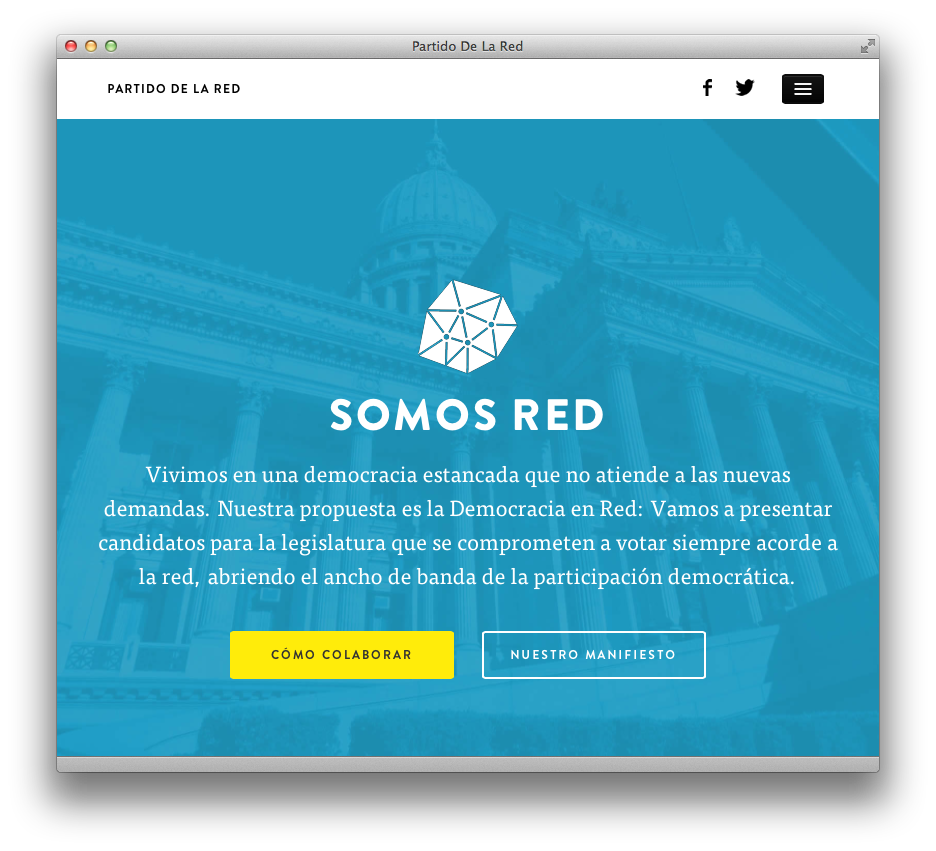 Partido De La Red
PARTIDO DE LA RED
SOMOS RED
Vivimos en una democracia estancada que no atiende a las nuevas
demandas. Nuestra propuesta es la Democracia en Red: Vamos a presentar
candidatos para la legislatura que se comprometen a votar siempre acorde a
la red, abriendo el ancho de banda de la participación democrática.
CÓMO COLABORAR
NUESTRO MANIFIESTO